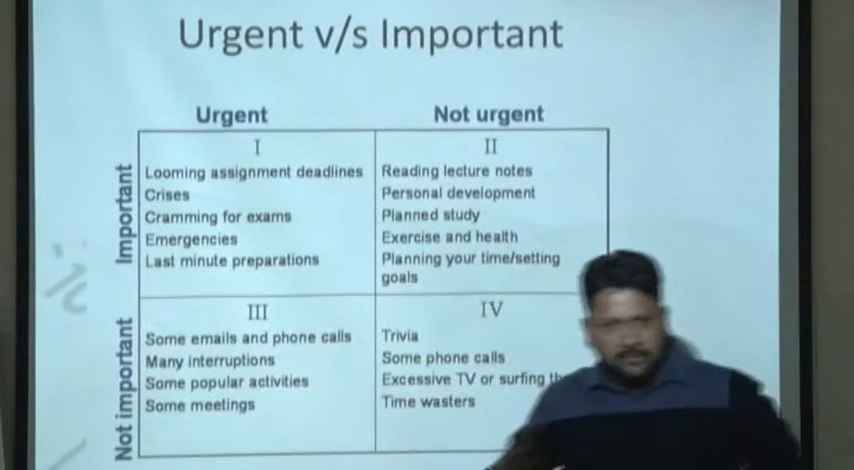 Urgent v/s Important
Urgent
Not urgent
Important
I
Looming assignment deadlines
Crises
Cramming for exams
Emergencies
Last minute preparations
II
Reading lecture notes
Personal development
Planned study
Exercise and health
Planning your time/setting
goals
Not important
III
Some emails and phone calls
Many interruptions
Some popular activities
Some meetings
IV
Trivia
Some phone calls
Excessive TV or surfing
Time wasters